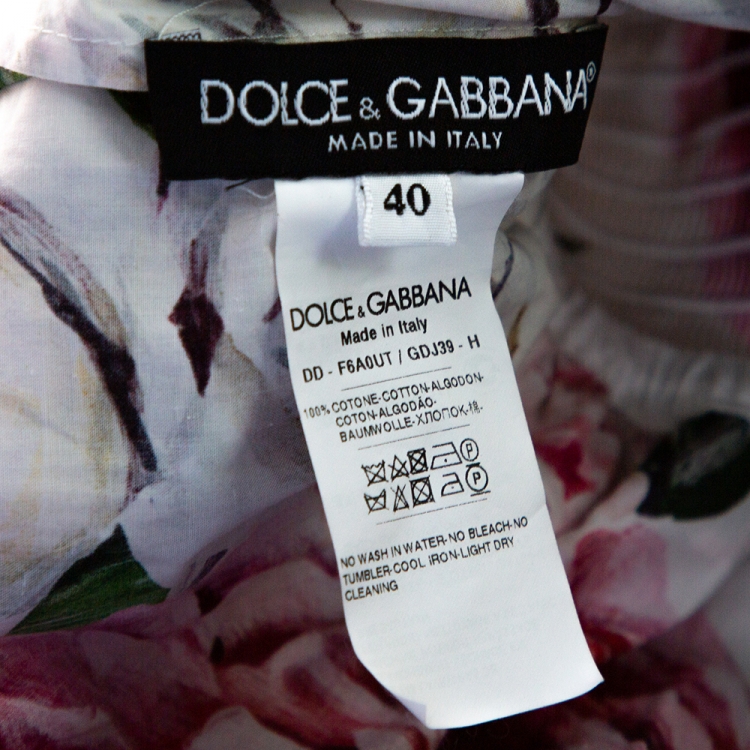 DOLCE & GABBANA®
MADE IN ITALY
40
DOLCE & GABBANA
Made in Italy
DD - F6A0UT / GDJ39 - H
100% COTONE-COTTON-ALGODON-
COTON-ALGODÃO-
BAUMWOLLE-ХЛОПОК-棉-
P
P
NO WASH IN WATER-NO BLEACH-NO
TUMBLER-COOL IRON-LIGHT DRY
CLEANING